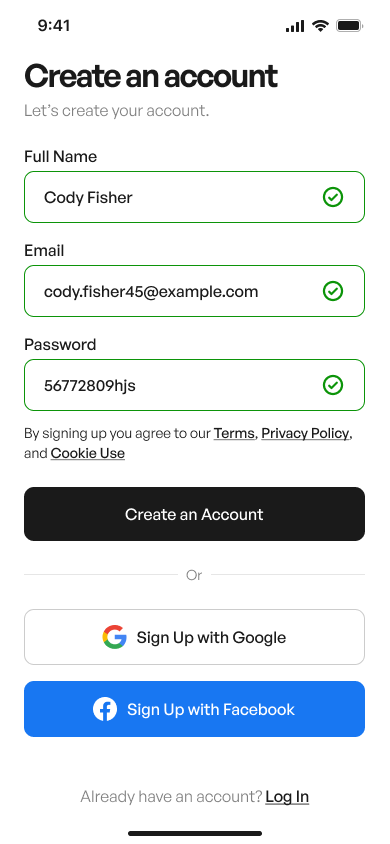 9:41
Create an account
Let's create your account.
Full Name
Cody Fisher
Email
cody.fisher45@example.com
Password
56772809hjs
By signing up you agree to our Terms, Privacy Policy,
and Cookie Use
Create an Account
Or
Sign Up with Google
Sign Up with Facebook
Already have an account? Log In